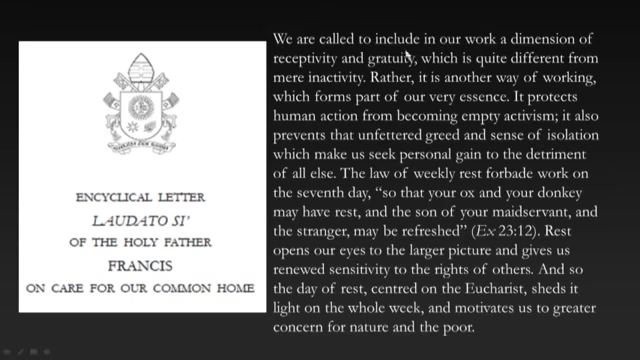 ENCYCLICAL LETTER
LAUDATO SI'
OF THE HOLY FATHER
FRANCIS
ON CARE FOR OUR COMMON HOME
We are called to include in our work a dimension of
receptivity and gratuity, which is quite different from
mere inactivity. Rather, it is another way of working,
which forms part of our very essence. It protects
human action from becoming empty activism; it also
prevents that unfettered greed and sense of isolation
which make us seek personal gain to the detriment
of all else. The law of weekly rest forbade work on
the seventh day, “so that your ox and your donkey
may have rest, and the son of your maidservant, and
the stranger, may be refreshed” (Ex 23:12). Rest
opens our eyes to the larger picture and gives us
renewed sensitivity to the rights of others. And so
the day of rest, centred on the Eucharist, sheds it
light on the whole week, and motivates us to greater
concern for nature and the poor.